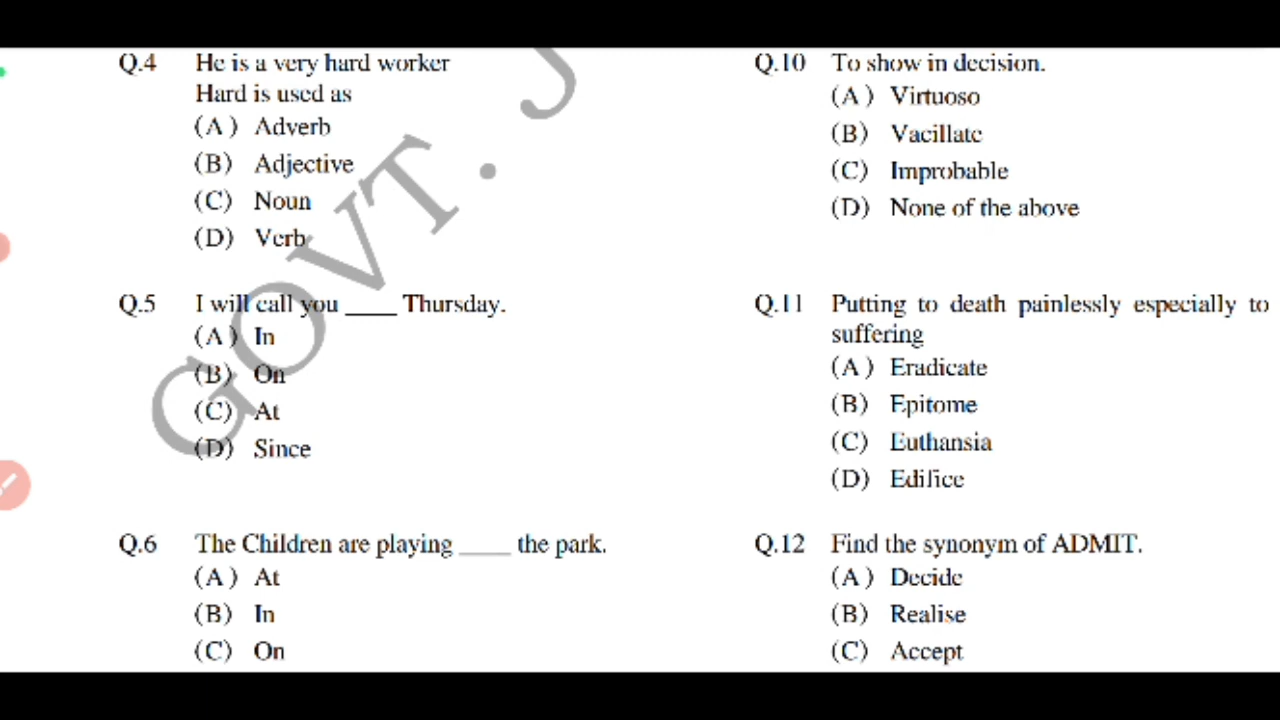 Q.4 He is a very hard worker
Hard is used as
(A) Adverb
(B) Adjective
(C) Noun
(D) Verb
Q.5 I will call you ____ Thursday.
(A) In
(B) On
(C) At
(D) Since
Q.6 The Children are playing ____ the park.
(A) At
(B) In
(C) On
Q.10 To show in decision.
(A) Virtuoso
(B) Vacillate
(C) Improbable
(D) None of the above
Q.11 Putting to death painlessly especially to
suffering
(A) Eradicate
(B) Epitome
(C) Euthansia
(D) Edifice
Q.12 Find the synonym of ADMIT.
(A) Decide
(B) Realise
(C) Accept
GOVT. J